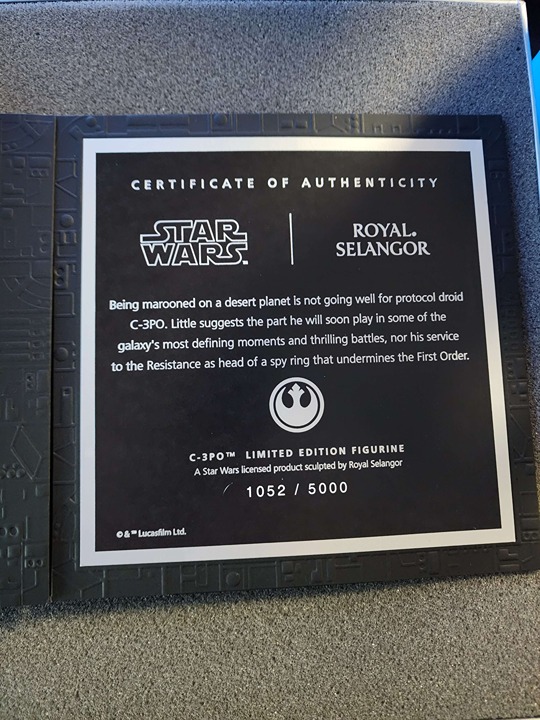 CERTIFICATE OF AUTHENTICITY
STAR WARS. | ROYAL. SELANGOR
Being marooned on a desert planet is not going well for protocol droid
C-3PO. Little suggests the part he will soon play in some of the
galaxy's most defining moments and thrilling battles, nor his service
to the Resistance as head of a spy ring that undermines the First Order.
C-3PO™ LIMITED EDITION FIGURINE
A Star Wars licensed product sculpted by Royal Selangor
1052 / 5000
© & ™ Lucasfilm Ltd.